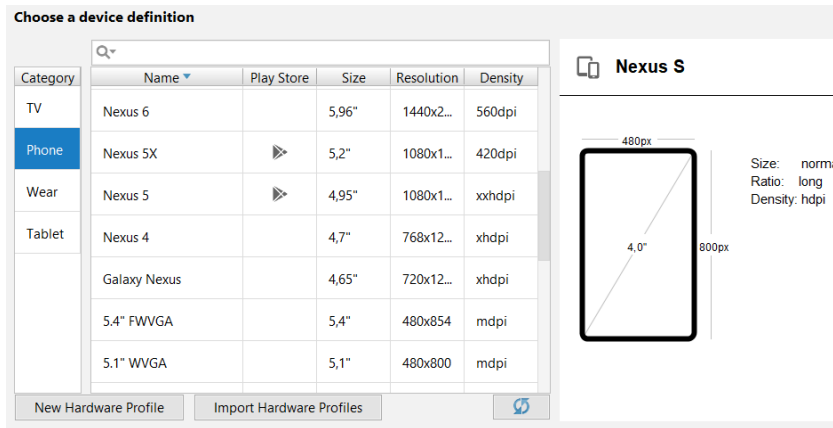 Choose a device definition
Category
TV
Phone
Wear
Tablet
Name Play Store Size Resolution Density
Nexus 6 5,96" 1440x2... 560dpi
Nexus 5X 5,2" 1080x1... 420dpi
Nexus 5 4,95" 1080x1... xxhdpi
Nexus 4 4,7" 768x12... xhdpi
Galaxy Nexus 4,65" 720x12... xhdpi
5.4" FWVGA 5,4" 480x854 mdpi
5.1" WVGA 5,1" 480x800 mdpi
New Hardware Profile Import Hardware Profiles
Nexus S
480px
4,0"
800px
Size: norma
Ratio: long
Density: hdpi